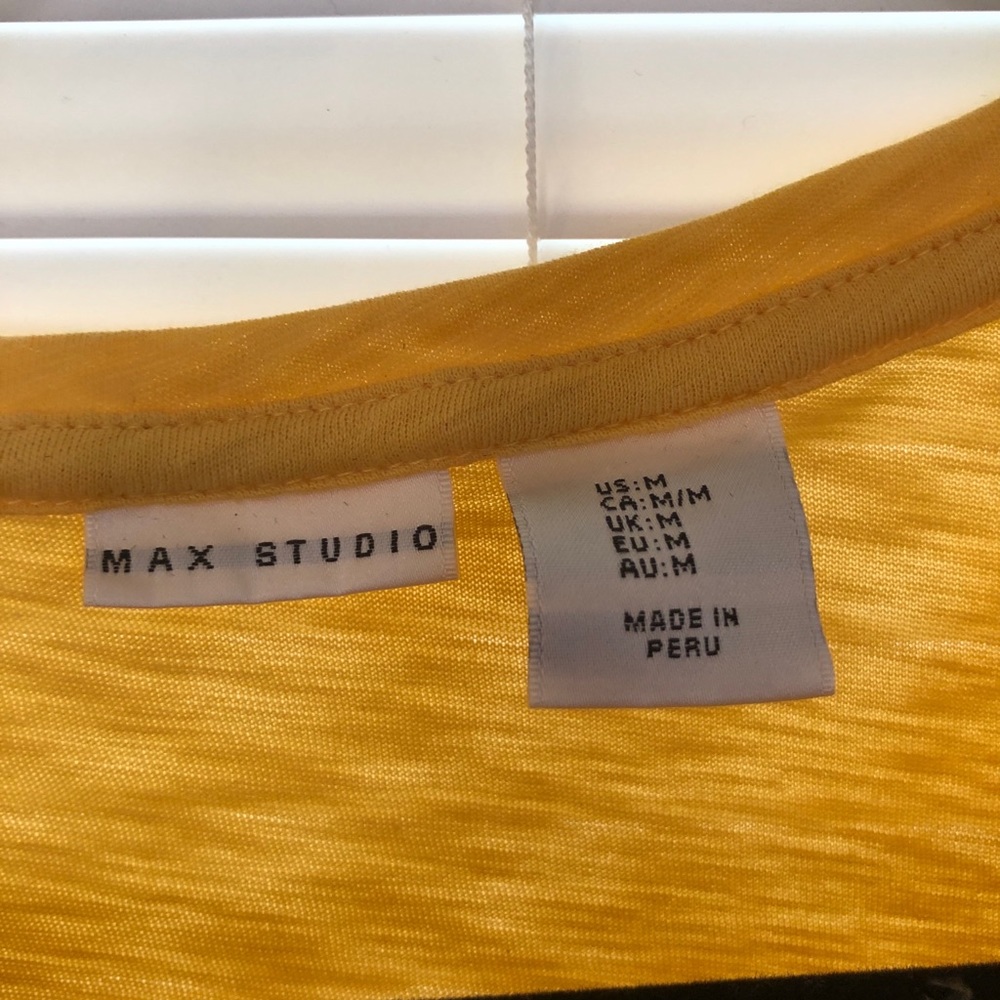 MAX STUDIO
US:M
CA:M/M
UK:M
EU:M
AU:M
MADE IN
PERU